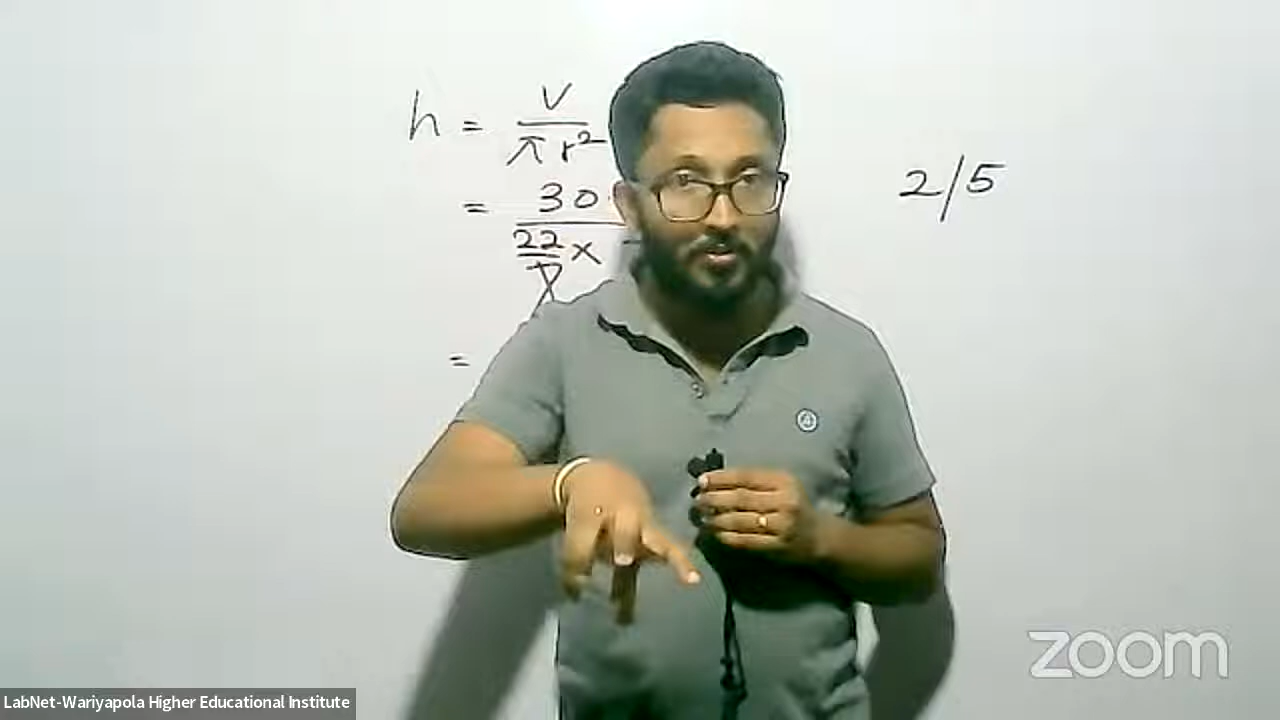 h = V / πr²
= 30 / 22/7 ×
=
2/5
zoom
LabNet-Wariyapola Higher Educational Institute